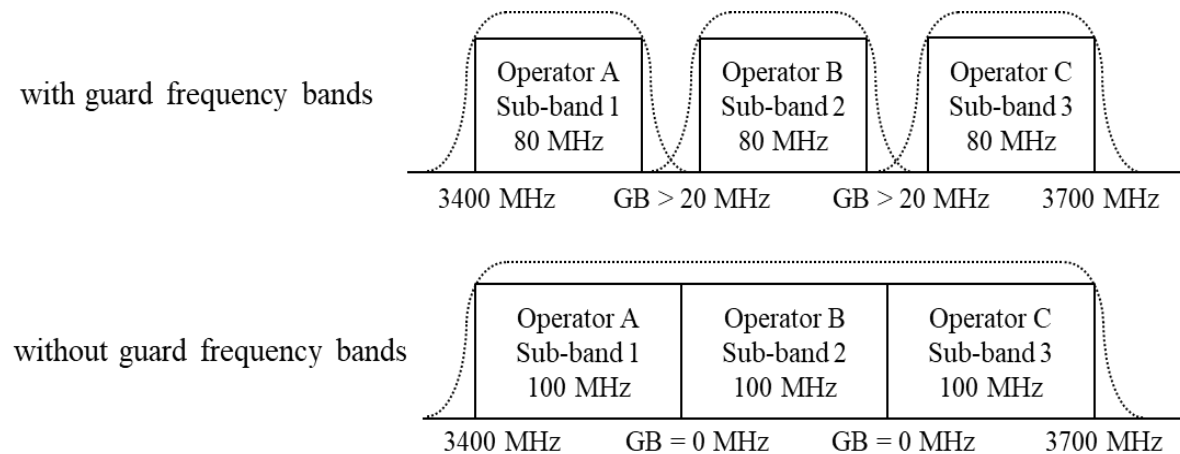 with guard frequency bands
Operator A
Sub-band 1
80 MHz
Operator B
Sub-band 2
80 MHz
Operator C
Sub-band 3
80 MHz
3400 MHz
GB > 20 MHz
GB > 20 MHz
3700 MHz
without guard frequency bands
Operator A
Sub-band 1
100 MHz
Operator B
Sub-band 2
100 MHz
Operator C
Sub-band 3
100 MHz
3400 MHz
GB = 0 MHz
GB = 0 MHz
3700 MHz